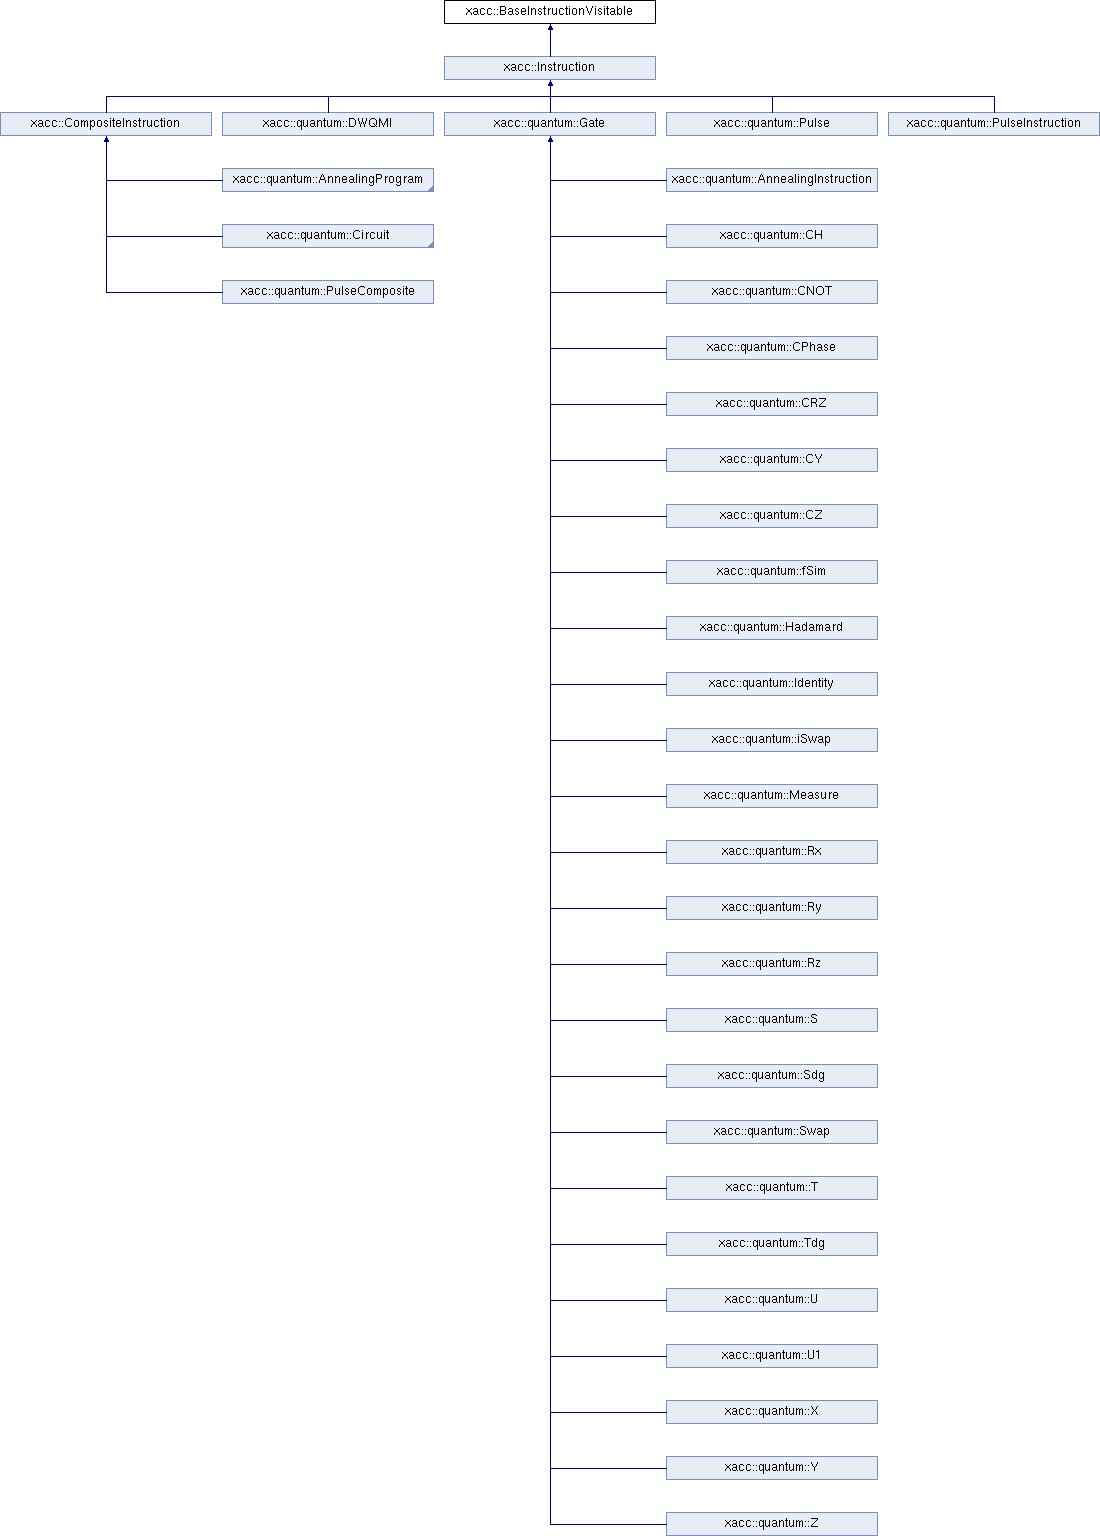 xacc::BaseInstructionVisitable
xacc::Instruction
xacc::CompositeInstruction
xacc::quantum::DWQMI
xacc::quantum::Gate
xacc::quantum::Pulse
xacc::quantum::PulseInstruction
xacc::quantum::AnnealingProgram
xacc::quantum::AnnealingInstruction
xacc::quantum::Circuit
xacc::quantum::CH
xacc::quantum::PulseComposite
xacc::quantum::CNOT
xacc::quantum::CPhase
xacc::quantum::CRZ
xacc::quantum::CY
xacc::quantum::CZ
xacc::quantum::fSim
xacc::quantum::Hadamard
xacc::quantum::Identity
xacc::quantum::iSwap
xacc::quantum::Measure
xacc::quantum::Rx
xacc::quantum::Ry
xacc::quantum::Rz
xacc::quantum::S
xacc::quantum::Sdg
xacc::quantum::Swap
xacc::quantum::T
xacc::quantum::Tdg
xacc::quantum::U
xacc::quantum::U1
xacc::quantum::X
xacc::quantum::Y
xacc::quantum::Z